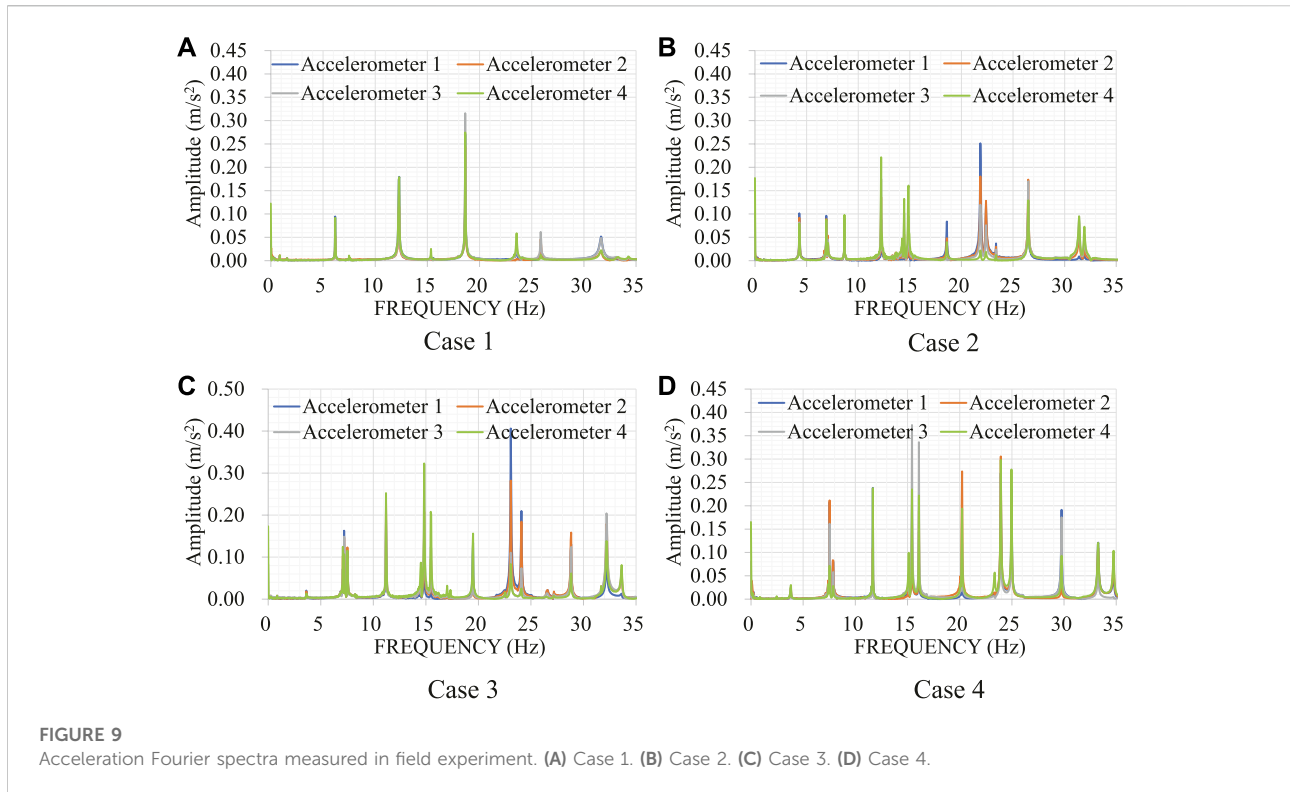 A
0.45
0.40
0.35
0.30
0.25
0.20
0.15
0.10
0.05
0.00
Amplitude (m/s²)
Accelerometer 1 Accelerometer 2
Accelerometer 3 Accelerometer 4
0 5 10 15 20 25 30 35
FREQUENCY (Hz)
Case 1
B
0.45
0.40
0.35
0.30
0.25
0.20
0.15
0.10
0.05
0.00
Amplitude (m/s²)
Accelerometer 1 Accelerometer 2
Accelerometer 3 Accelerometer 4
0 5 10 15 20 25 30 35
FREQUENCY (Hz)
Case 2
C
0.50
0.40
0.30
0.20
0.10
0.00
Amplitude (m/s²)
Accelerometer 1 Accelerometer 2
Accelerometer 3 Accelerometer 4
0 5 10 15 20 25 30 35
FREQUENCY (Hz)
Case 3
D
0.45
0.40
0.35
0.30
0.25
0.20
0.15
0.10
0.05
0.00
Amplitude (m/s²)
Accelerometer 1 Accelerometer 2
Accelerometer 3 Accelerometer 4
0 5 10 15 20 25 30 35
FREQUENCY (Hz)
Case 4
FIGURE 9
Acceleration Fourier spectra measured in field experiment. (A) Case 1. (B) Case 2. (C) Case 3. (D) Case 4.